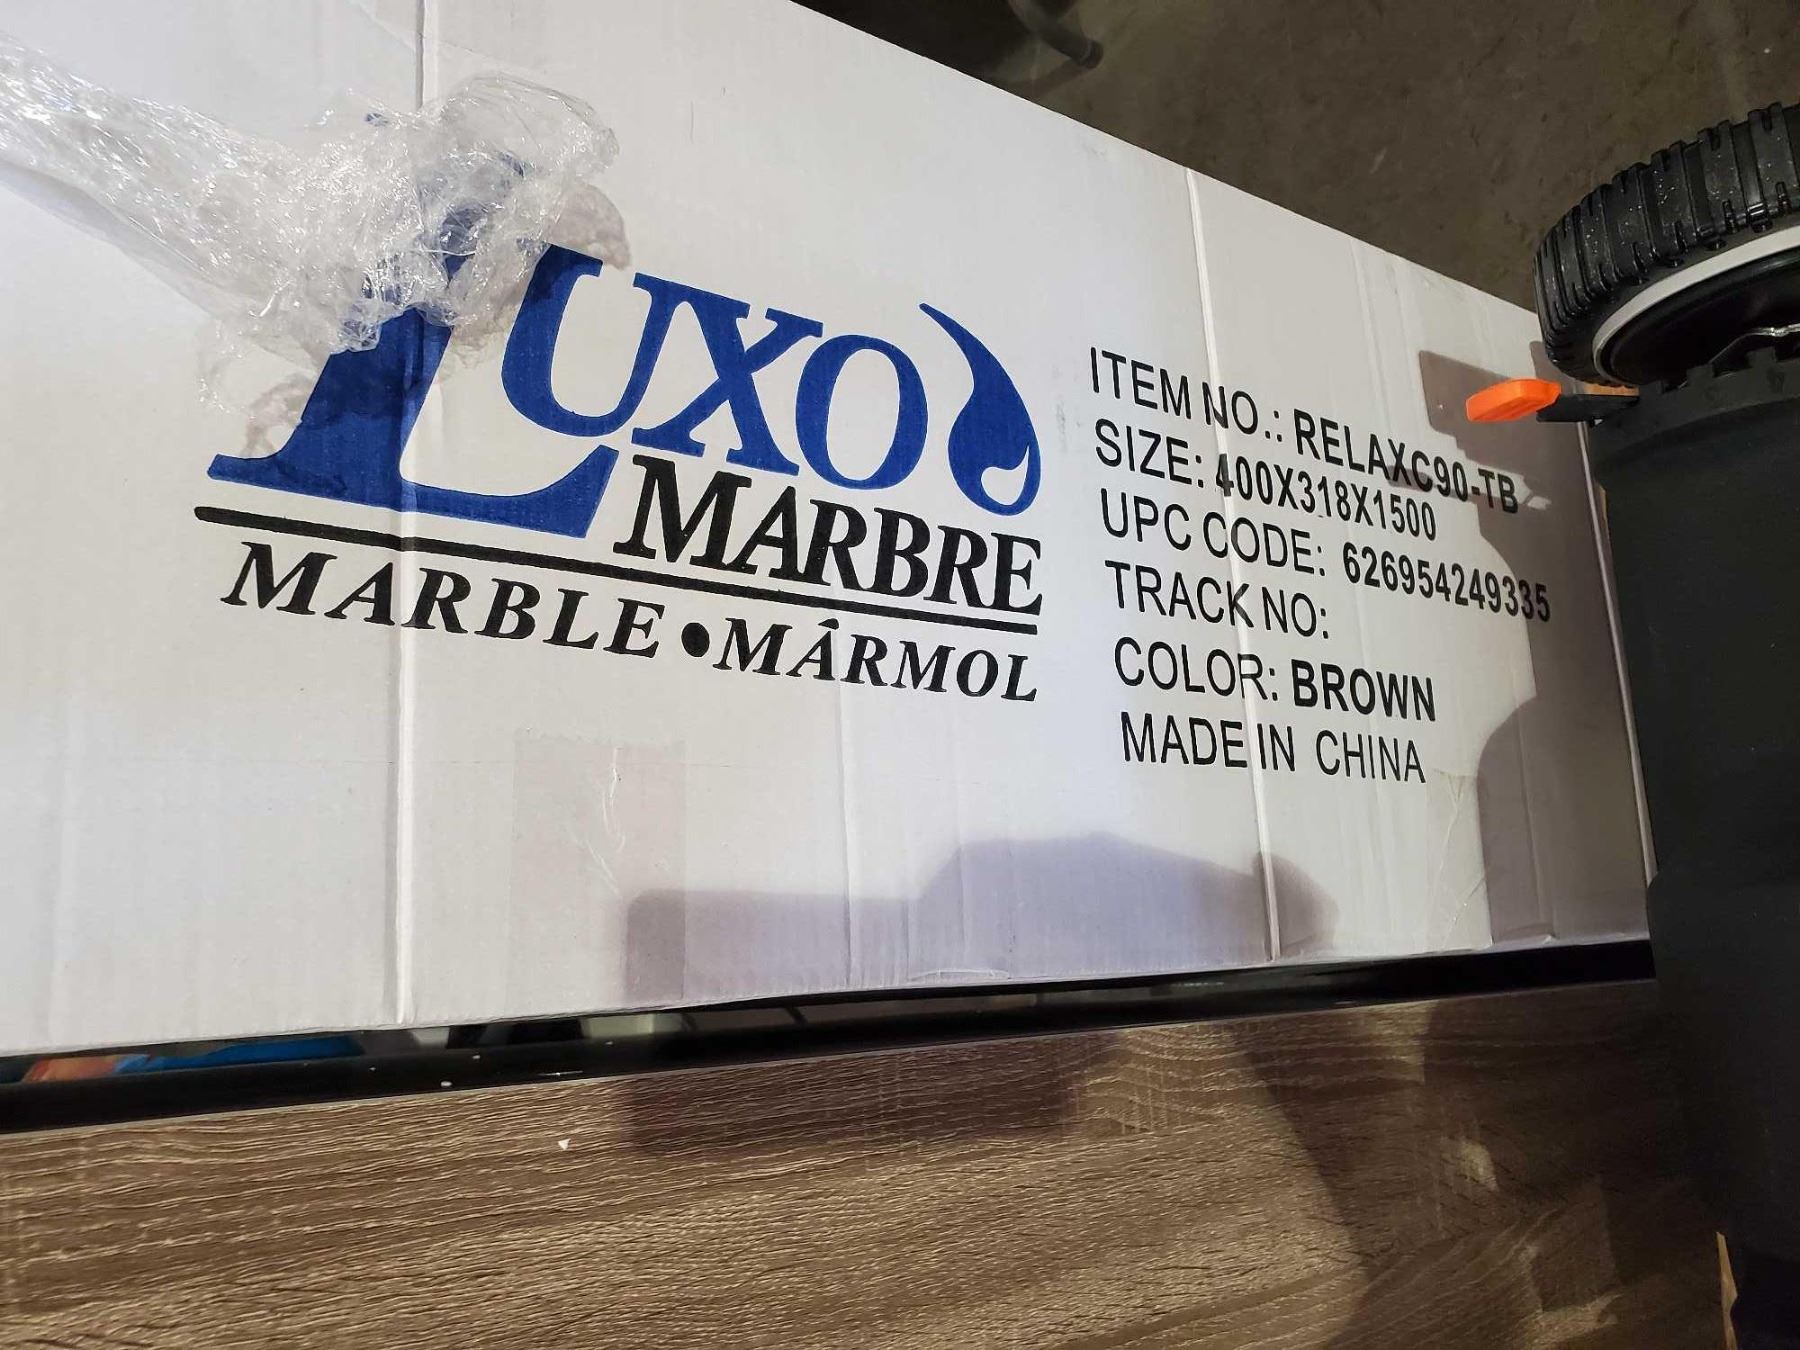 LUXO
MARBRE
MARBLE • MÂRMOL
ITEM NO.: RELAXC90-TB
SIZE: 400X318X1500
UPC CODE: 626954249335
TRACK NO:
COLOR: BROWN
MADE IN CHINA